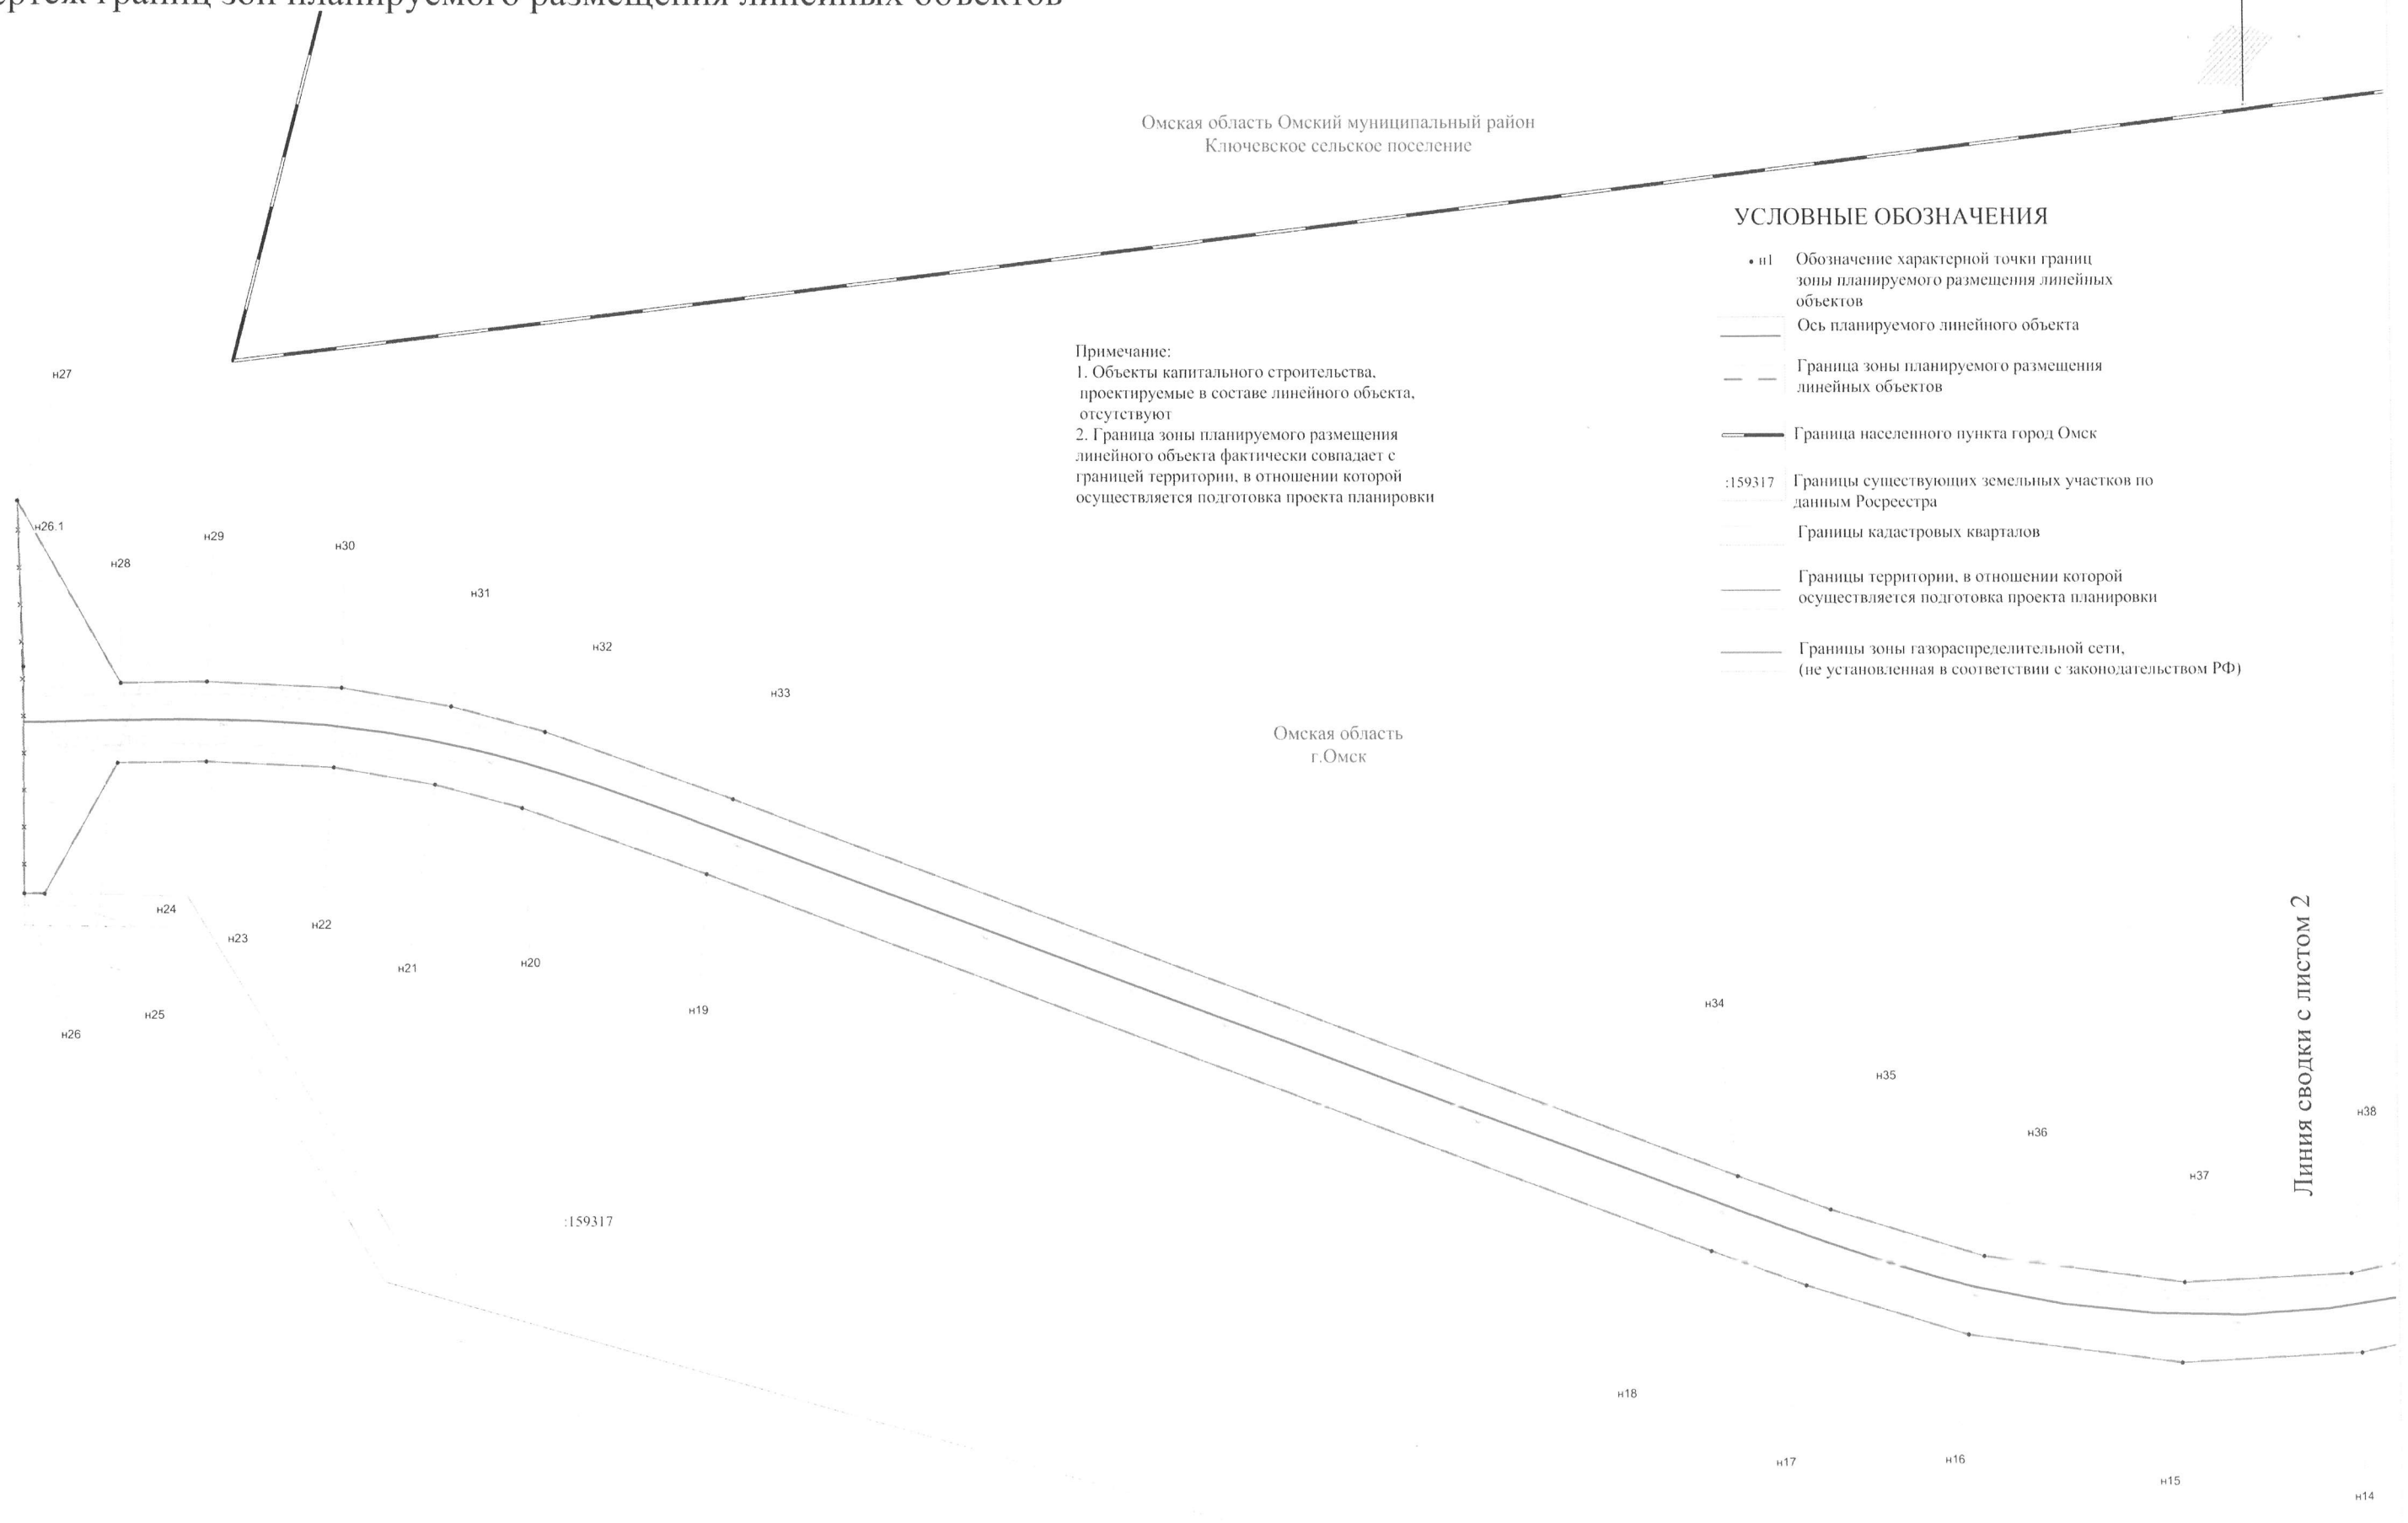 границ зон планируемого размещения линейных объектов
Омская область Омский муниципальный район
Ключевское сельское поселение
УСЛОВНЫЕ ОБОЗНАЧЕНИЯ
• н1 Обозначение характерной точки границ
зоны планируемого размещения линейных
объектов
Ось планируемого линейного объекта
Граница зоны планируемого размещения
линейных объектов
Граница населенного пункта город Омск
:159317 Границы существующих земельных участков по
данным Росреестра
Границы кадастровых кварталов
Границы территории, в отношении которой
осуществляется подготовка проекта планировки
Границы зоны газораспределительной сети,
(не установленная в соответствии с законодательством РФ)
Примечание:
1. Объекты капитального строительства,
проектируемые в составе линейного объекта,
отсутствуют
2. Граница зоны планируемого размещения
линейного объекта фактически совпадает с
границей территории, в отношении которой
осуществляется подготовка проекта планировки
н27
н26.1
н28
н29
н30
н31
н32
н33
Омская область
г.Омск
н24
н23
н22
н21
н20
н19
н25
н26
:159317
н34
н35
н36
н37
н38
Линия сводки с листом 2
н18
н17
н16
н15
н14